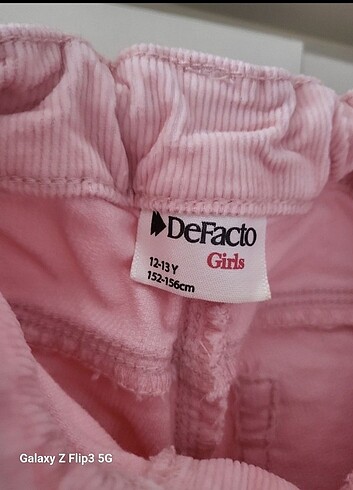 DeFacto
Girls
12-13 Y
152-156cm
Galaxy Z Flip3 5G